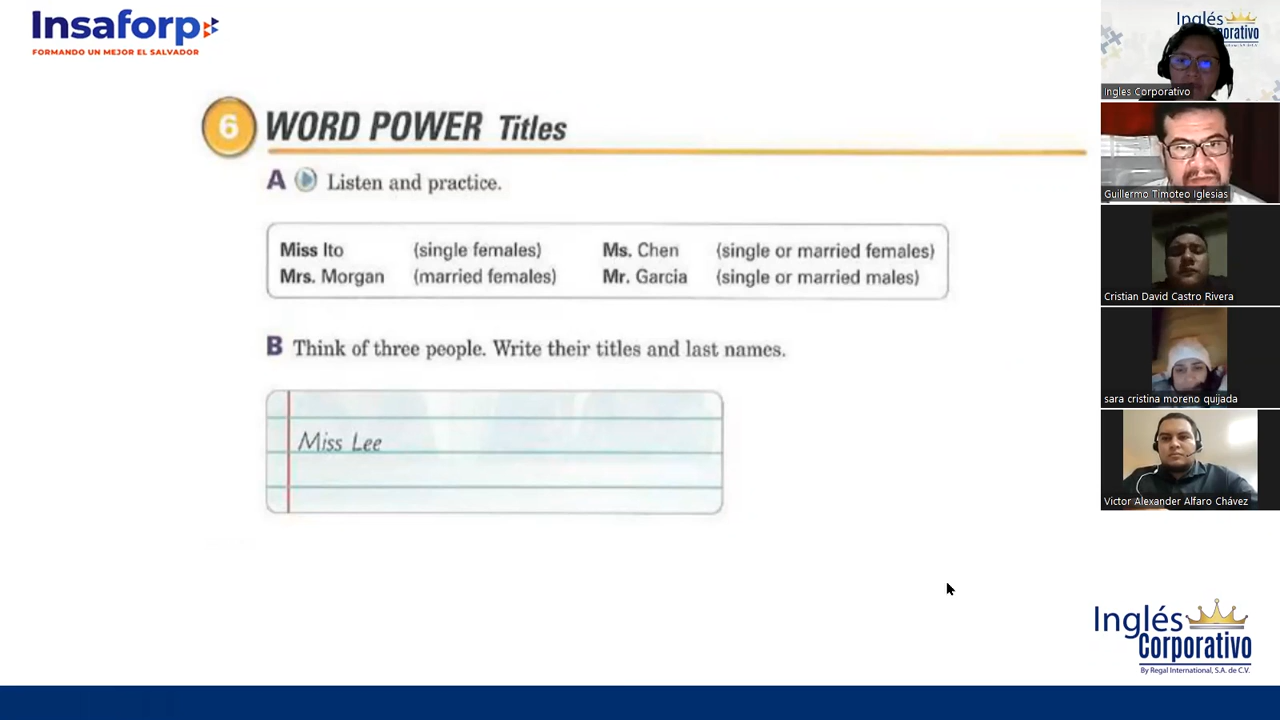 Insaforp
FORMANDO UN MEJOR EL SALVADOR
6 WORD POWER Titles
A Listen and practice.
Miss Ito (single females) Ms. Chen (single or married females)
Mrs. Morgan (married females) Mr. Garcia (single or married males)
B Think of three people. Write their titles and last names.
Miss Lee
Inglés
Corporativo
By Regal International, S.A. de C.V.
Inglés
Ingles Corporativo
Guillermo Timoteo Iglesias
Cristian David Castro Rivera
sara cristina moreno quijada
Victor Alexander Alfaro Chávez